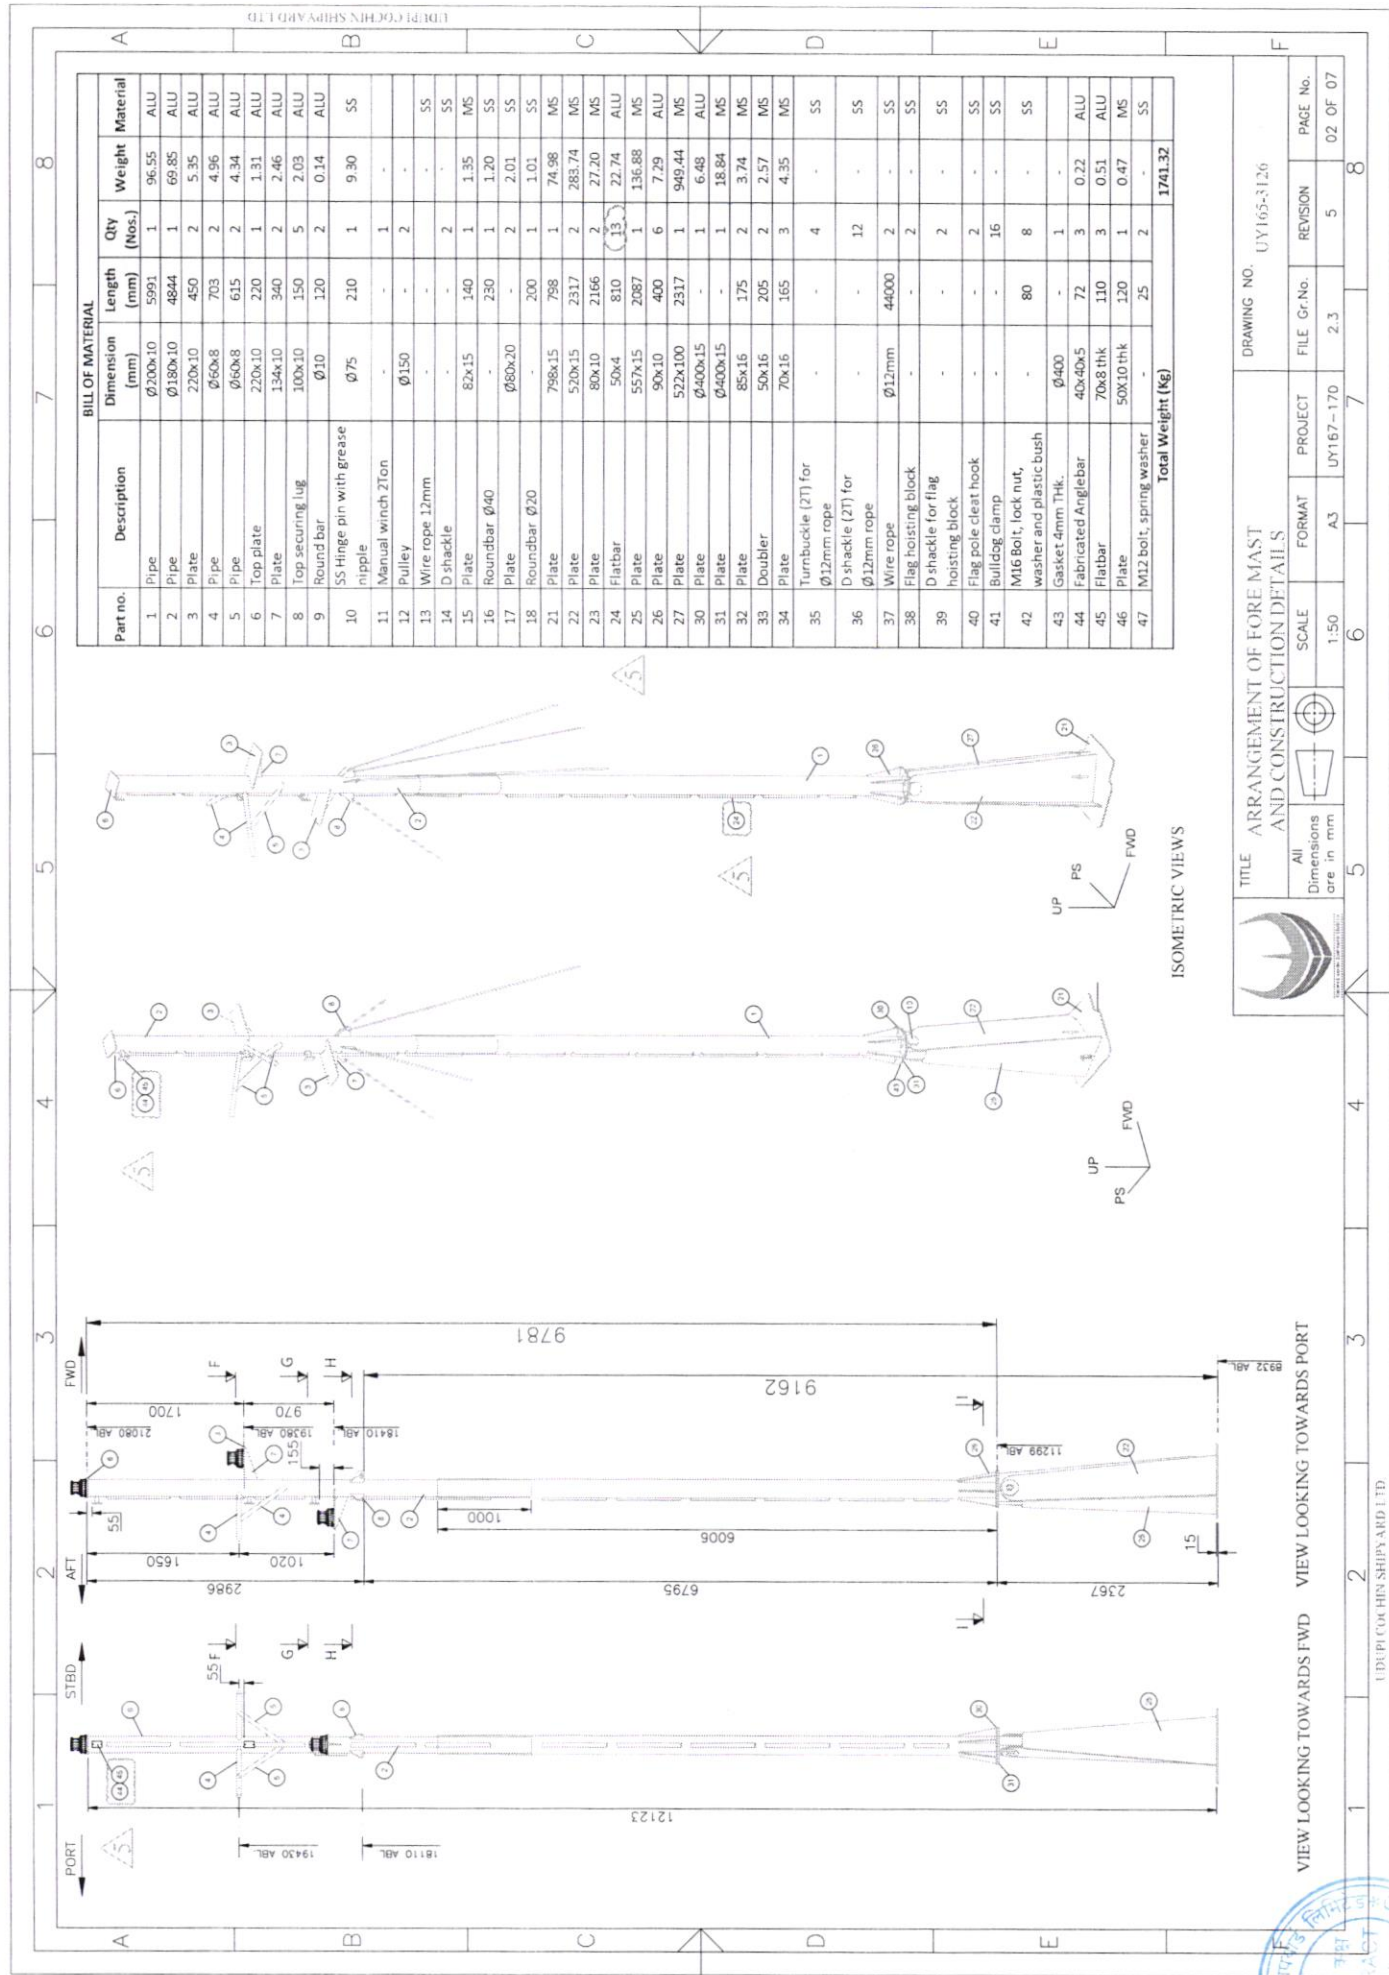 UDUPI COCHIN SHIPYARD LTD
1 2 3 4 5 6 7 8
A
B
C
D
E
F
PORT
STBD
AFT
FWD
5
44 45
19430 ABL
18110 ABL
12123
55
F
G
H
I
2986
6795
2367
1650
1020
55
1000
6006
15
1700
970
155
21080 ABL
19380 ABL
18410 ABL
11299 ABL
8932 ABL
9781
9162
VIEW LOOKING TOWARDS FWD
VIEW LOOKING TOWARDS PORT
UP
PS
FWD
UP
PS
FWD
ISOMETRIC VIEWS
BILL OF MATERIAL
Part no. Description Dimension (mm) Length (mm) Qty (Nos.) Weight Material
1 Pipe Ø200x10 5991 1 96.55 ALU
2 Pipe Ø180x10 4844 1 69.85 ALU
3 Plate 220x10 450 2 5.35 ALU
4 Pipe Ø60x8 703 2 4.96 ALU
5 Pipe Ø60x8 615 2 4.34 ALU
6 Top plate 220x10 220 1 1.31 ALU
7 Plate 134x10 340 2 2.46 ALU
8 Top securing lug 100x10 150 5 2.03 ALU
9 Round bar Ø10 120 2 0.14 ALU
10 SS Hinge pin with grease nipple Ø75 210 1 9.30 SS
11 Manual winch 2Ton - - 1 -
12 Pulley Ø150 - 2 -
13 Wire rope 12mm - - - SS
14 D shackle - - 2 - SS
15 Plate 82x15 140 1 1.35 MS
16 Roundbar Ø40 - 230 1 1.20 SS
17 Plate Ø80x20 - 2 2.01 SS
18 Roundbar Ø20 - 200 1 1.01 SS
21 Plate 798x15 798 1 74.98 MS
22 Plate 520x15 2317 2 283.74 MS
23 Plate 80x10 2166 2 27.20 MS
24 Flatbar 50x4 810 13 22.74 ALU
25 Plate 557x15 2087 1 136.88 MS
26 Plate 90x10 400 6 7.29 ALU
27 Plate 522x100 2317 1 949.44 MS
30 Plate Ø400x15 - 1 6.48 ALU
31 Plate Ø400x15 - 1 18.84 MS
32 Plate 85x16 175 2 3.74 MS
33 Doubler 50x16 205 2 2.57 MS
34 Plate 70x16 165 3 4.35 MS
35 Turnbuckle (2T) for Ø12mm rope - - 4 - SS
36 D shackle (2T) for Ø12mm rope - - 12 - SS
37 Wire rope Ø12mm 44000 2 - SS
38 Flag hoisting block - - 2 - SS
39 D shackle for flag hoisting block - - 2 - SS
40 Flag pole cleat hook - - 2 - SS
41 Bulldog clamp - - 16 - SS
42 M16 Bolt, lock nut, washer and plastic bush - 80 8 - SS
43 Gasket 4mm THk. Ø400 - 1 -
44 Fabricated Anglebar 40x40x5 72 3 0.22 ALU
45 Flatbar 70x8 thk 110 3 0.51 ALU
46 Plate 50X10 thk 120 1 0.47 MS
47 M12 bolt, spring washer - 25 2 - SS
Total Weight (Kg) 1741.32
TITLE
ARRANGEMENT OF FORE MAST
AND CONSTRUCTION DETAILS
DRAWING NO.
UY165-3126
All Dimensions are in mm
SCALE FORMAT PROJECT FILE Gr.No. REVISION PAGE No.
1:50 A3 UY167-170 2.3 5 02 OF 07
UDUPI COCHIN SHIPYARD LTD